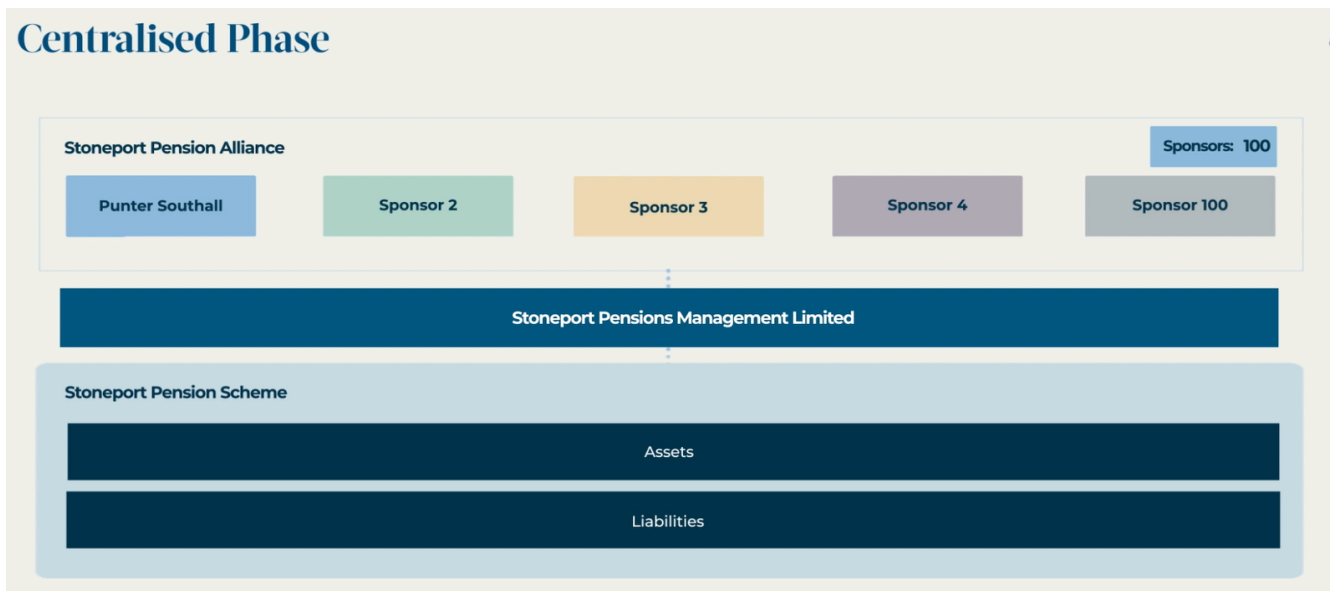 Centralised Phase
Stoneport Pension Alliance
Sponsors: 100
Punter Southall
Sponsor 2
Sponsor 3
Sponsor 4
Sponsor 100
Stoneport Pensions Management Limited
Stoneport Pension Scheme
Assets
Liabilities